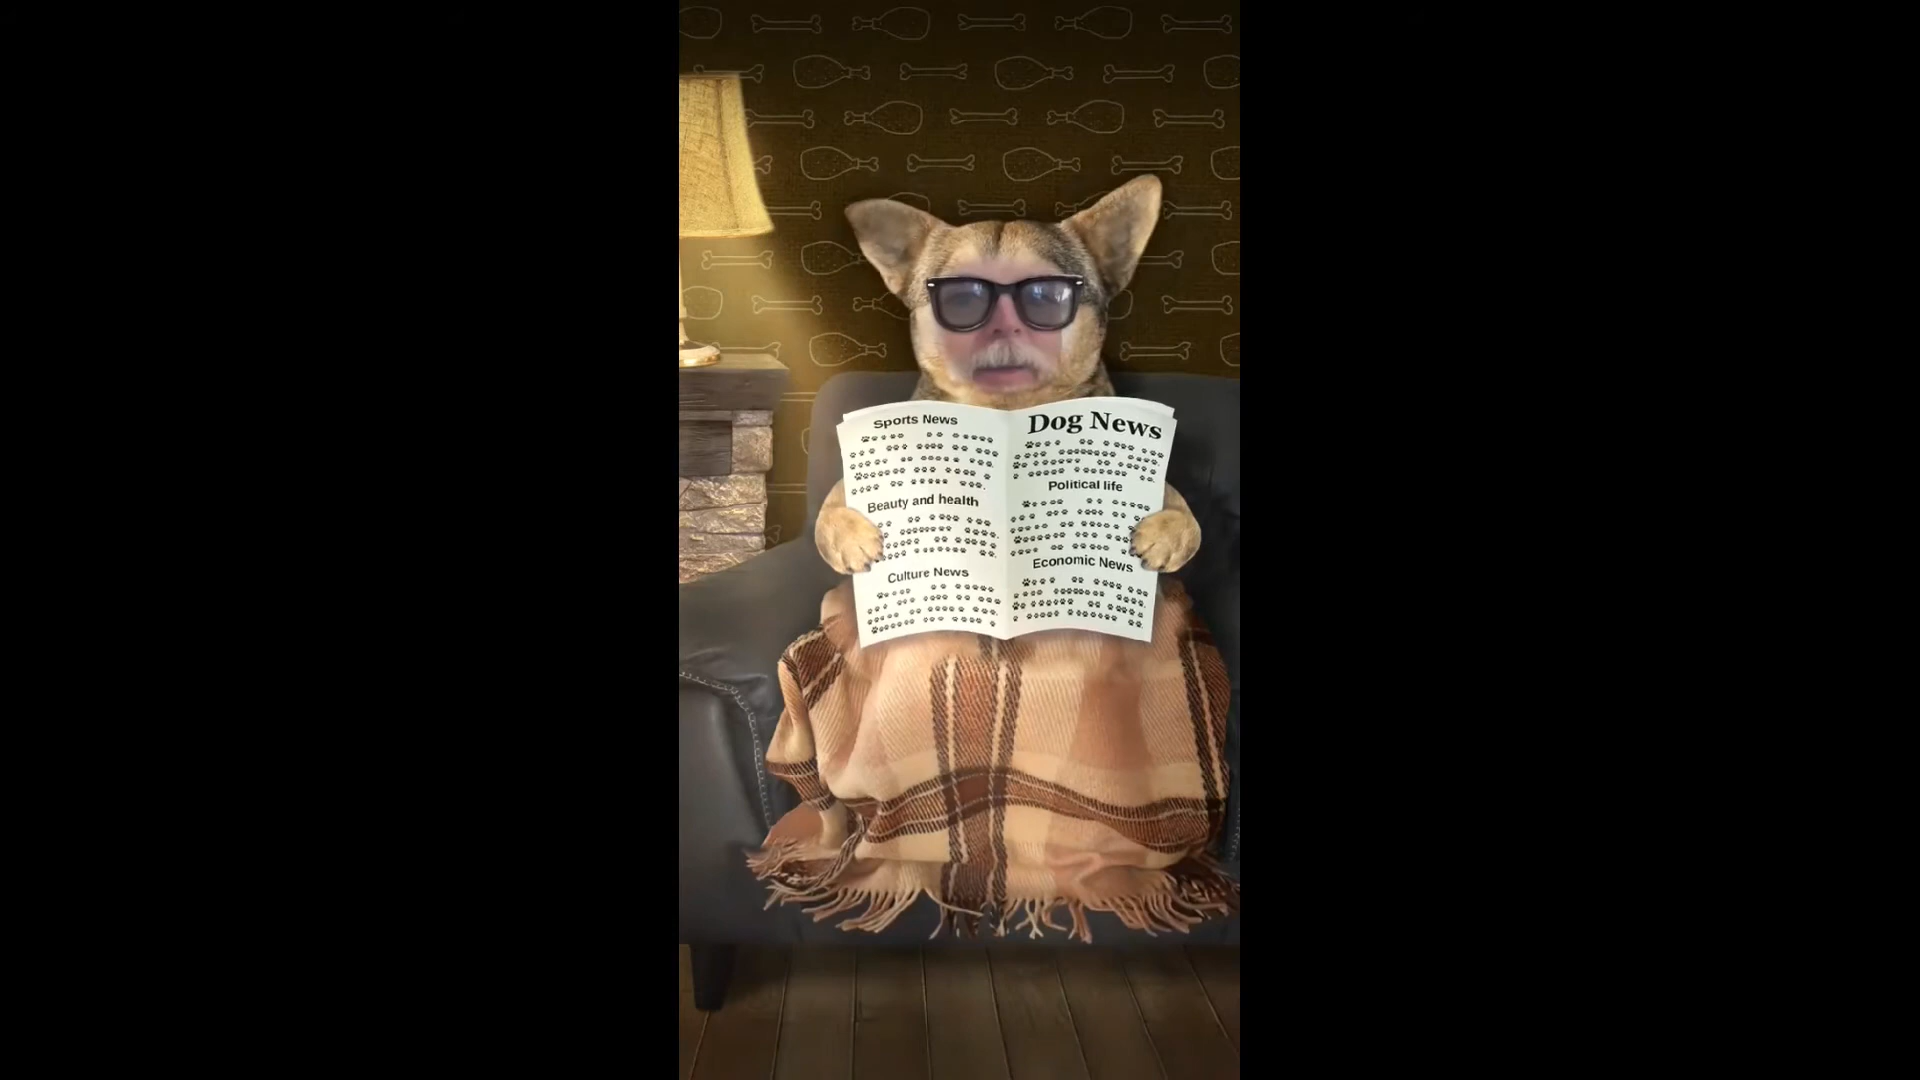 Sports News
Beauty and health
Culture News
Dog News
Political life
Economic News